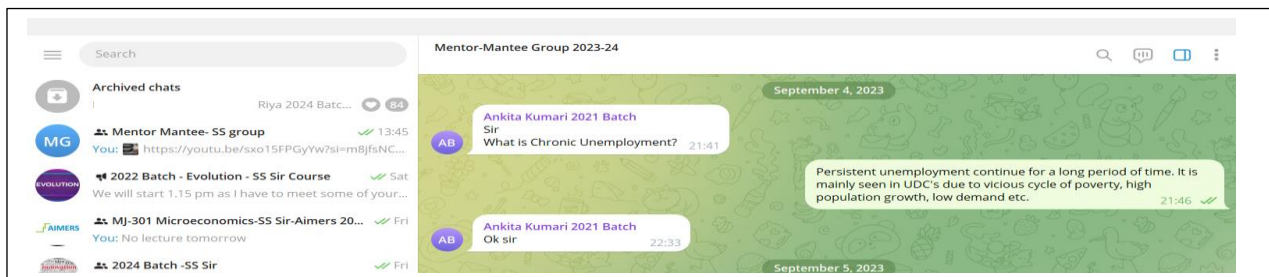 Search
Archived chats
Riya 2024 Batc... 84
MG
Mentor Mantee- SS group 13:45
You: https://youtu.be/sxo15FPGyYw?si=m8jfsNC...
EVOLUTION
2022 Batch - Evolution - SS Sir Course Sat
We will start 1.15 pm as I have to meet some of your...
AIMERS
MJ-301 Microeconomics-SS Sir-Aimers 20... Fri
You: No lecture tomorrow
2024 Batch -SS Sir Fri
Mentor-Mantee Group 2023-24
September 4, 2023
Ankita Kumari 2021 Batch
Sir
AB
What is Chronic Unemployment? 21:41
Persistent unemployment continue for a long period of time. It is
mainly seen in UDC's due to vicious cycle of poverty, high
population growth, low demand etc. 21:46
Ankita Kumari 2021 Batch
AB
Ok sir 22:33
September 5, 2023